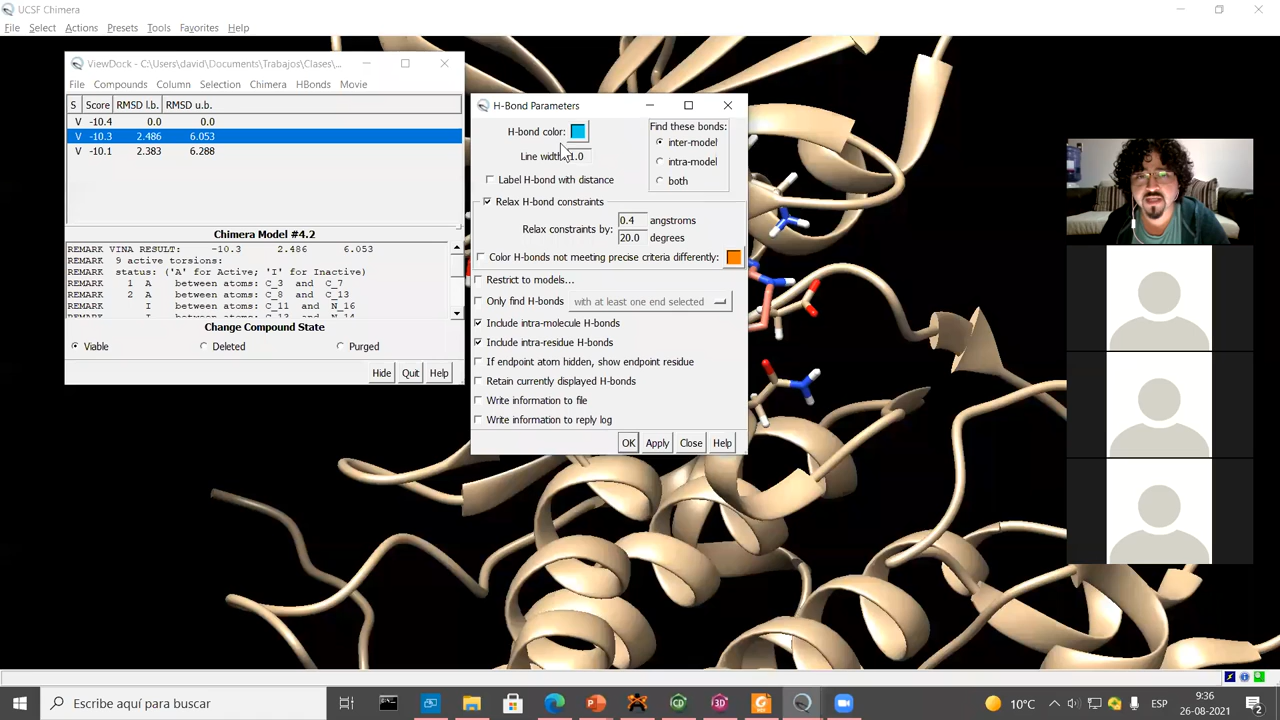 UCSF Chimera
File Select Actions Presets Tools Favorites Help
ViewDock - C:\Users\david\Documents\Trabajos\Clases\...
File Compounds Column Selection Chimera HBonds Movie
S Score RMSD l.b. RMSD u.b.
V -10.4 0.0 0.0
V -10.3 2.486 6.053
V -10.1 2.383 6.288
Chimera Model #4.2
REMARK VINA RESULT: -10.3 2.486 6.053
REMARK 9 active torsions:
REMARK status: ('A' for Active; 'I' for Inactive)
REMARK 1 A between atoms: C_3 and C_7
REMARK 2 A between atoms: C_8 and C_13
REMARK I between atoms: C_11 and N_16
REMARK I between atoms: C_13 and N_14
Change Compound State
Viable Deleted Purged
Hide Quit Help
H-Bond Parameters
H-bond color:
Line width: 1.0
Label H-bond with distance
Find these bonds:
inter-model
intra-model
both
Relax H-bond constraints
Relax constraints by: 0.4 angstroms
20.0 degrees
Color H-bonds not meeting precise criteria differently:
Restrict to models...
Only find H-bonds with at least one end selected
Include intra-molecule H-bonds
Include intra-residue H-bonds
If endpoint atom hidden, show endpoint residue
Retain currently displayed H-bonds
Write information to file
Write information to reply log
OK Apply Close Help
Escribe aquí para buscar
10°C
ESP
9:36
26-08-2021
2